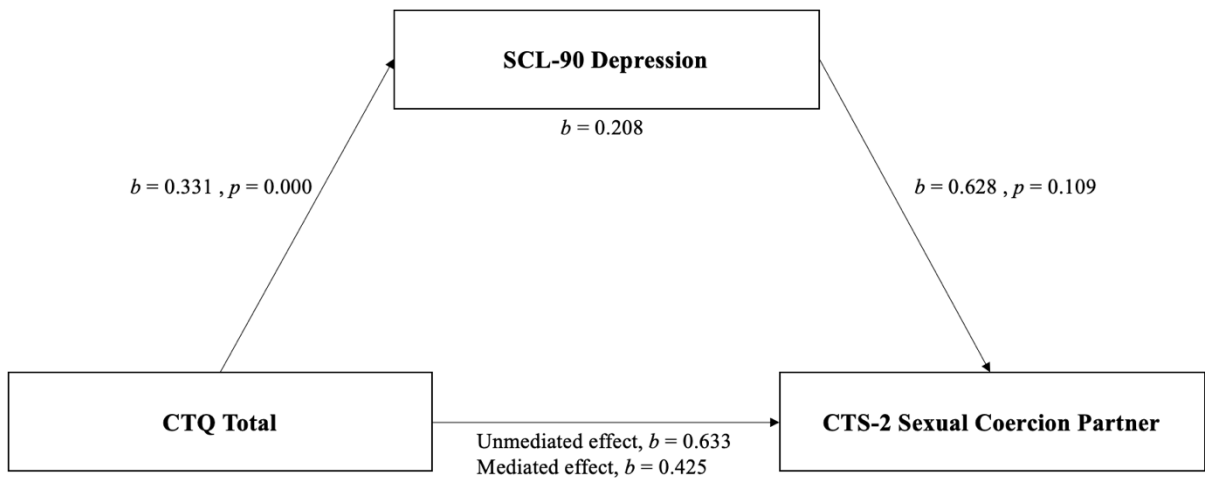 SCL-90 Depression
b = 0.208
b = 0.331 , p = 0.000
b = 0.628 , p = 0.109
CTQ Total
CTS-2 Sexual Coercion Partner
Unmediated effect, b = 0.633
Mediated effect, b = 0.425